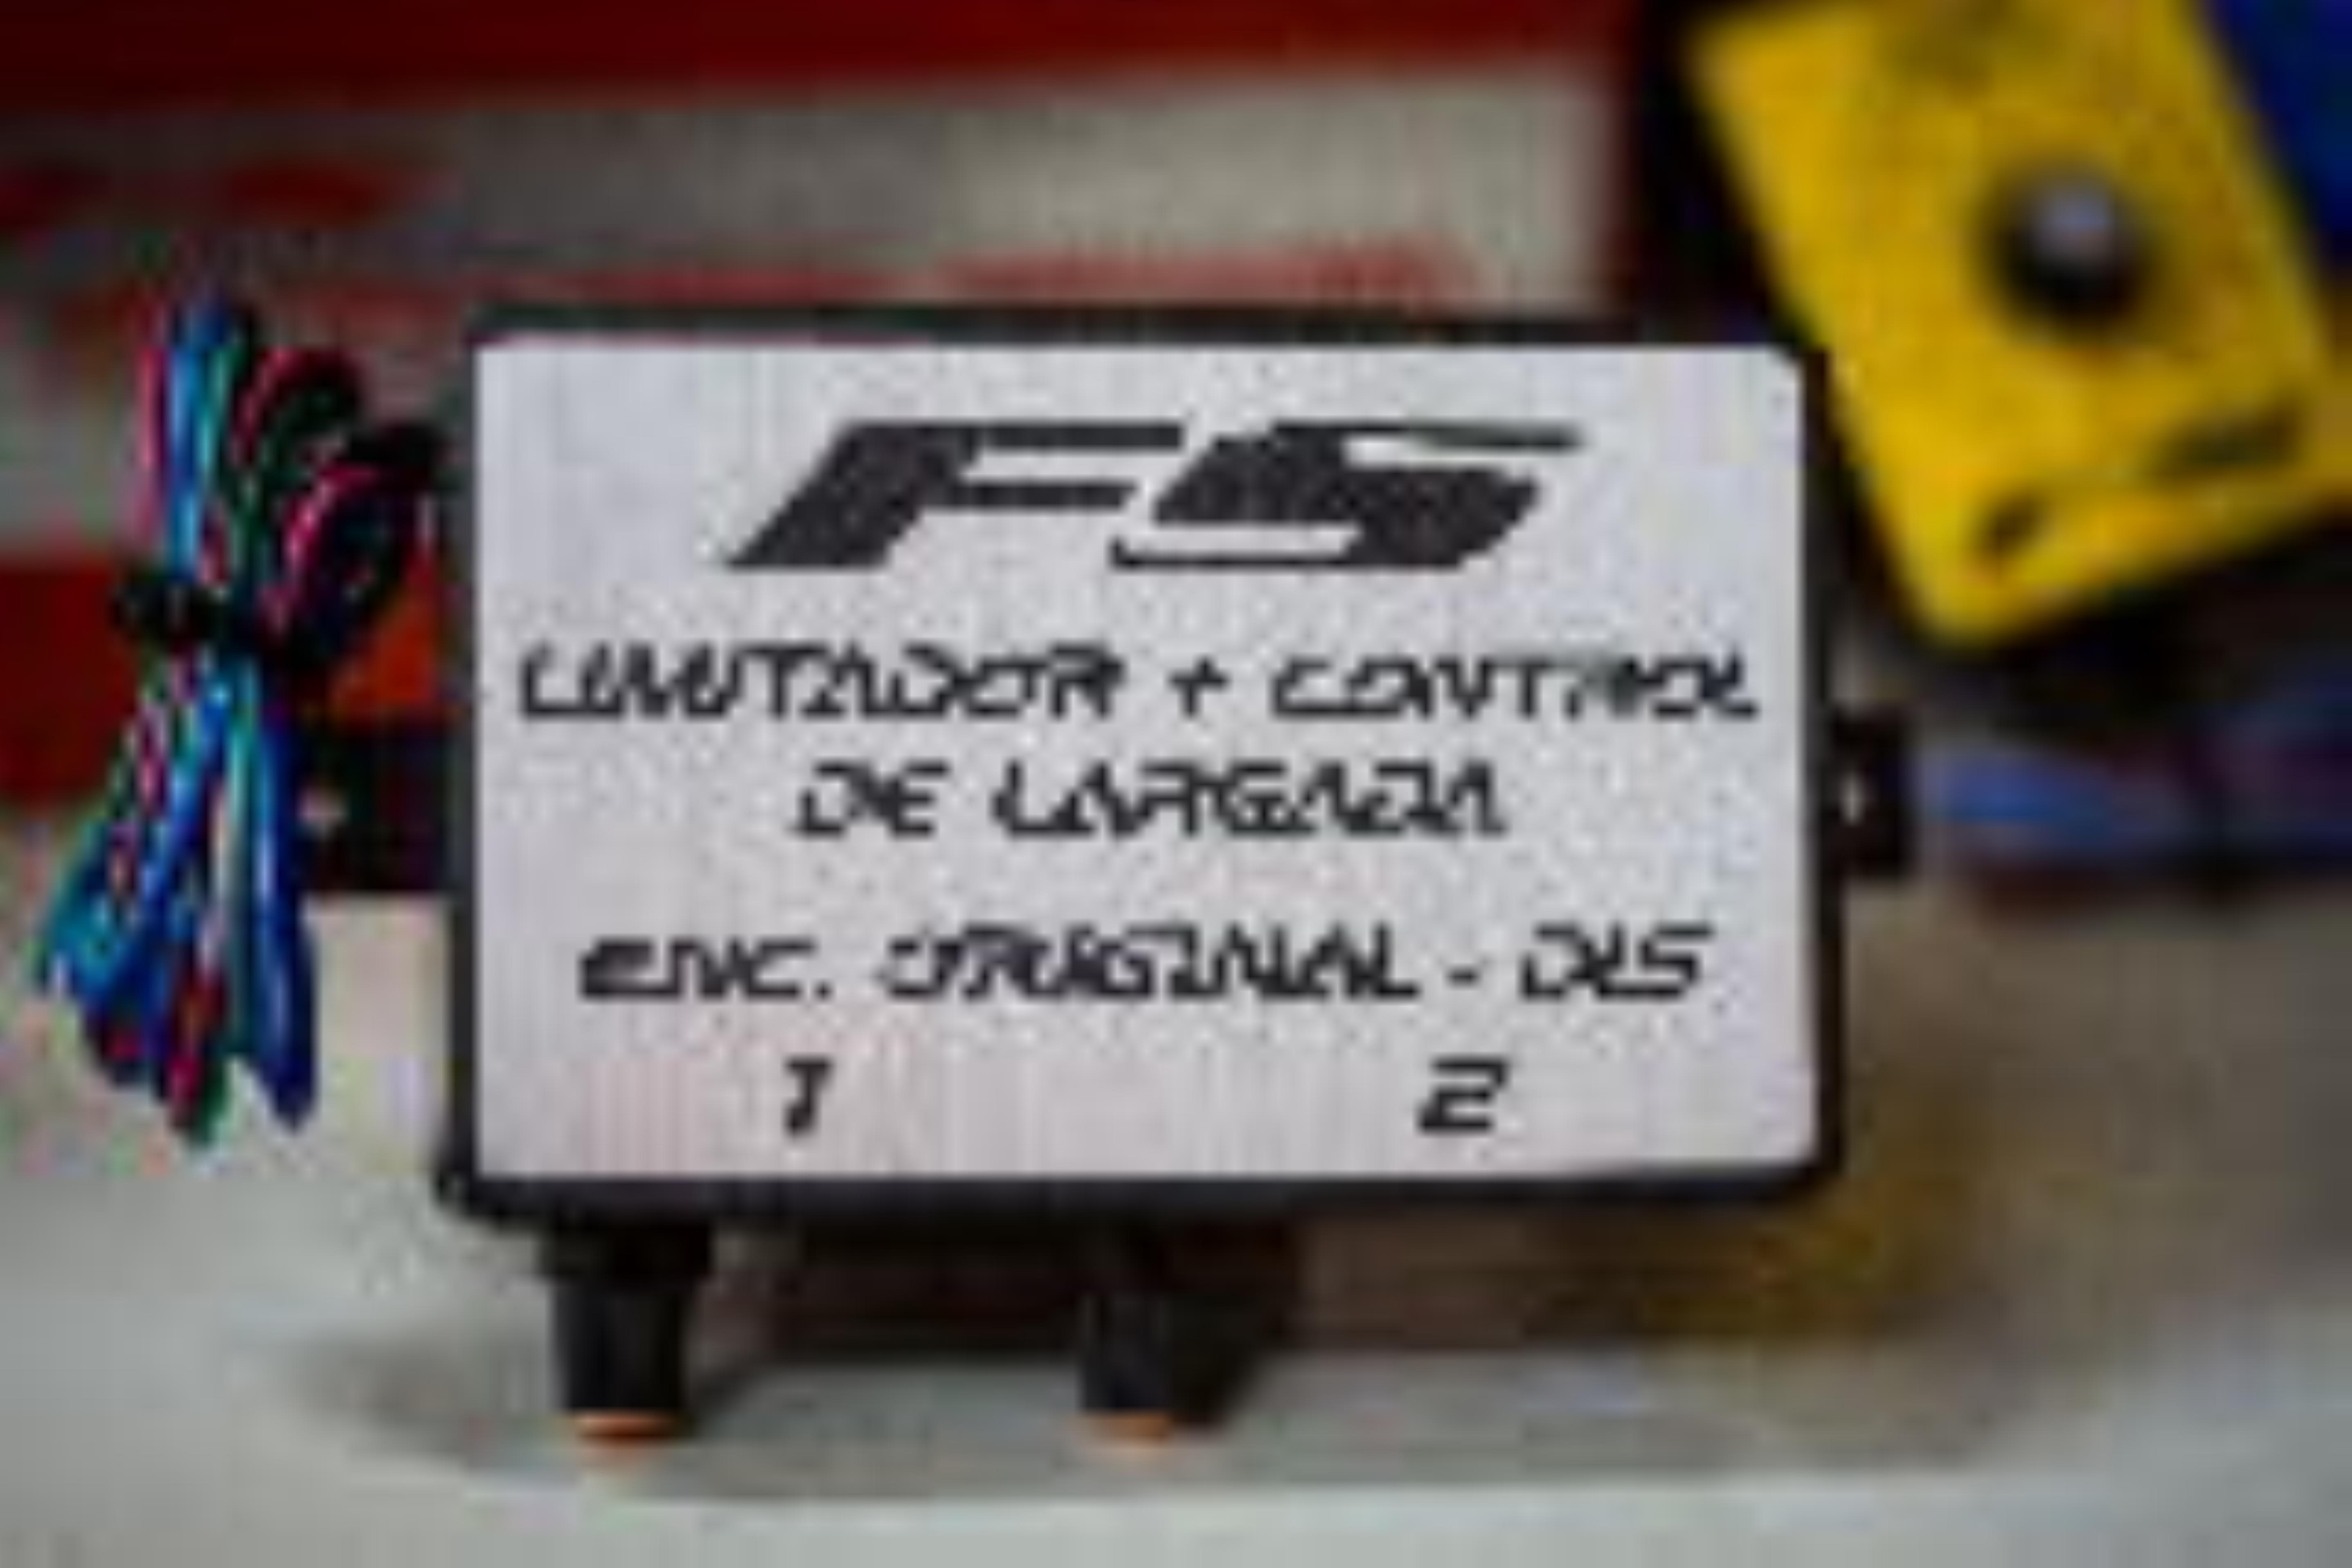 FS
LIMITADOR + CONTROL
DE LARGADA
ENC. ORIGINAL - DIS
1 2